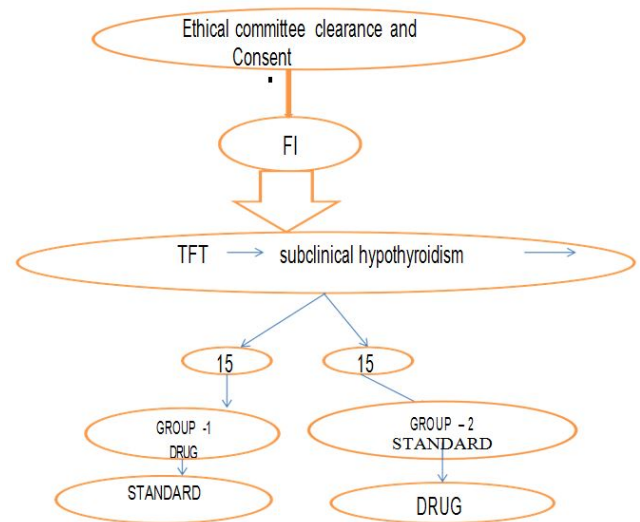 Ethical committee clearance and
Consent
FI
TFT subclinical hypothyroidism
15
15
GROUP -1
DRUG
GROUP – 2
STANDARD
STANDARD
DRUG